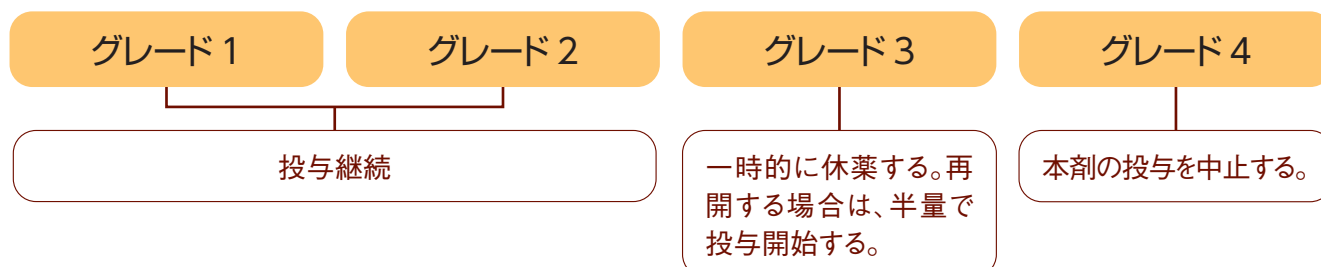 グレード 1
グレード 2
グレード 3
グレード 4
投与継続
一時的に休薬する。再
開する場合は、半量で
投与開始する。
本剤の投与を中止する。